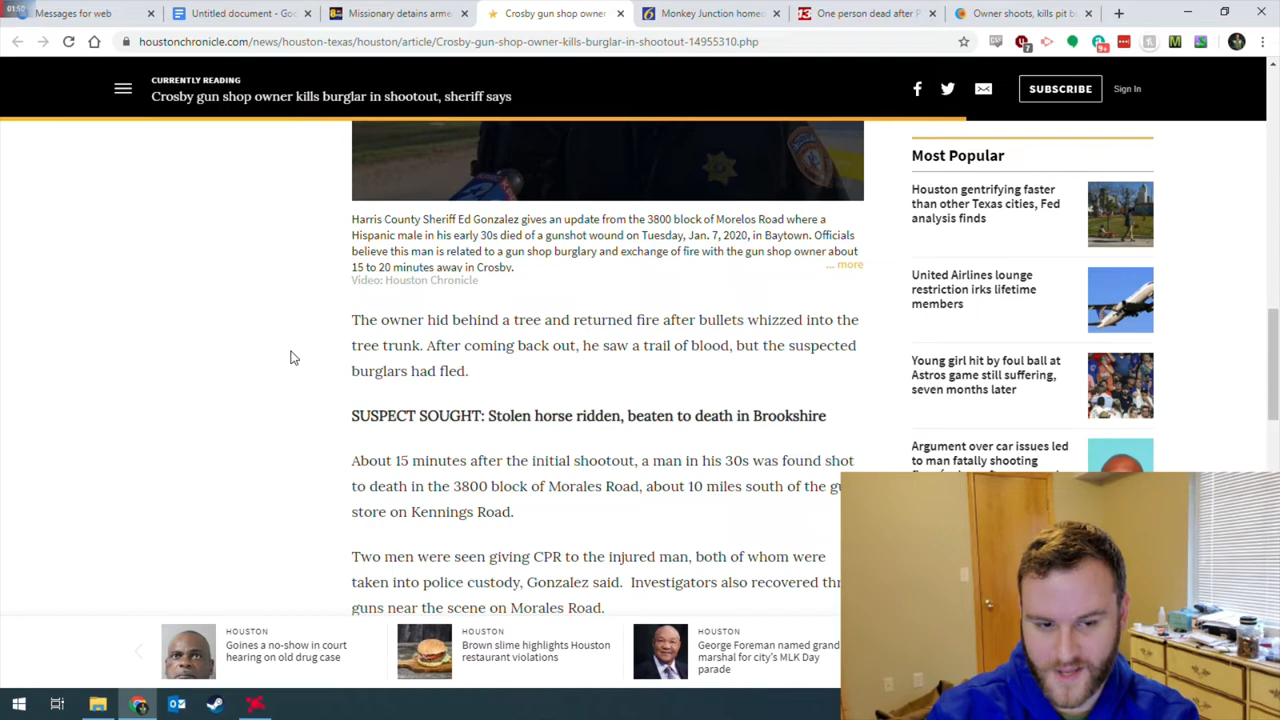 01:50
Messages for web
Untitled document - Goo
Missionary detains arme
Crosby gun shop owner
Monkey Junction home
One person dead after P
Owner shoots, kills pit b
houstonchronicle.com/news/houston-texas/houston/article/Crosby-gun-shop-owner-kills-burglar-in-shootout-14955310.php
7
9+
CURRENTLY READING
Crosby gun shop owner kills burglar in shootout, sheriff says
SUBSCRIBE
Sign In
Harris County Sheriff Ed Gonzalez gives an update from the 3800 block of Morelos Road where a
Hispanic male in his early 30s died of a gunshot wound on Tuesday, Jan. 7, 2020, in Baytown. Officials
believe this man is related to a gun shop burglary and exchange of fire with the gun shop owner about
15 to 20 minutes away in Crosby.
... more
Video: Houston Chronicle
The owner hid behind a tree and returned fire after bullets whizzed into the
tree trunk. After coming back out, he saw a trail of blood, but the suspected
burglars had fled.
SUSPECT SOUGHT: Stolen horse ridden, beaten to death in Brookshire
About 15 minutes after the initial shootout, a man in his 30s was found shot
to death in the 3800 block of Morales Road, about 10 miles south of the gu
store on Kennings Road.
Two men were seen giving CPR to the injured man, both of whom were
taken into police custody, Gonzalez said. Investigators also recovered thr
guns near the scene on Morales Road.
Most Popular
Houston gentrifying faster
than other Texas cities, Fed
analysis finds
United Airlines lounge
restriction irks lifetime
members
Young girl hit by foul ball at
Astros game still suffering,
seven months later
Argument over car issues led
to man fatally shooting
HOUSTON
Goines a no-show in court
hearing on old drug case
HOUSTON
Brown slime highlights Houston
restaurant violations
HOUSTON
George Foreman named grand
marshal for city's MLK Day
parade